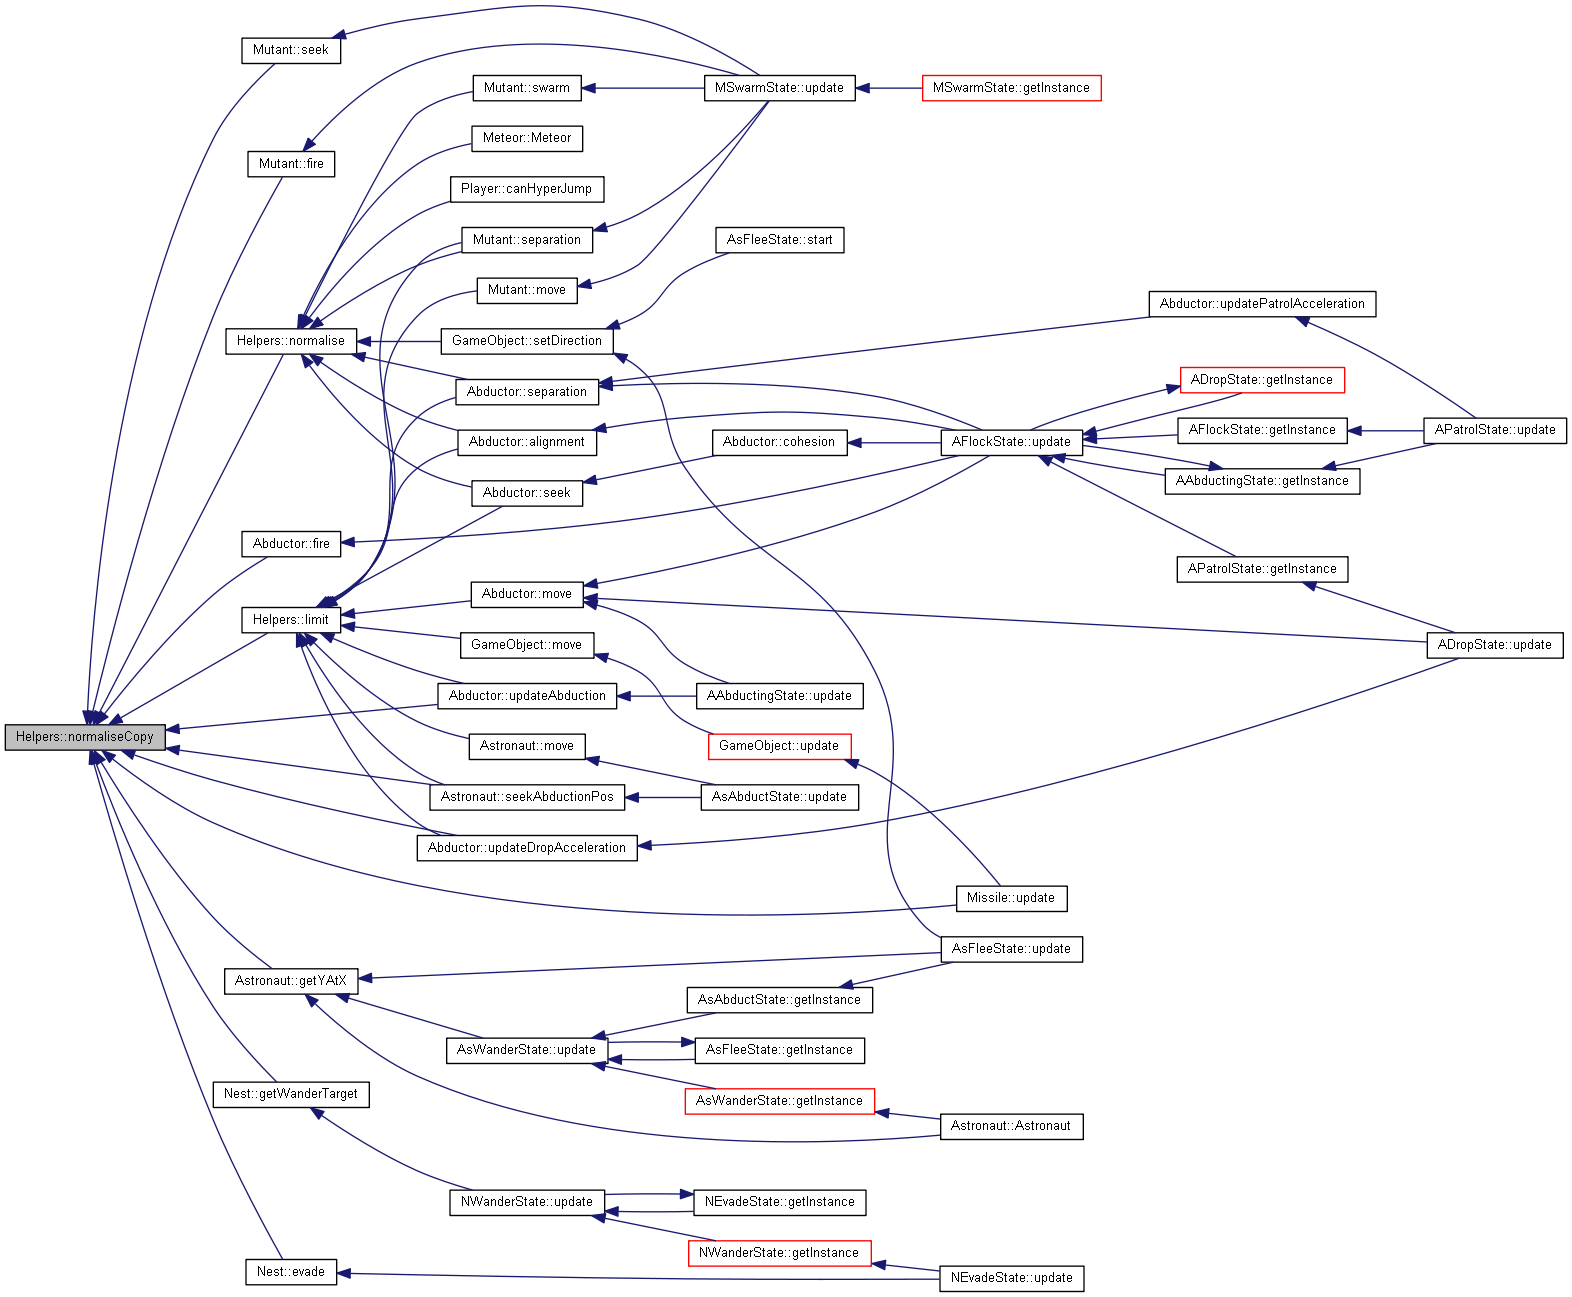 Mutant::seek
Mutant::swarm
MSwarmState::update
MSwarmState::getInstance
Meteor::Meteor
Mutant::fire
Player::canHyperJump
Mutant::separation
AsFleeState::start
Mutant::move
Abductor::updatePatrolAcceleration
Helpers::normalise
GameObject::setDirection
ADropState::getInstance
Abductor::separation
AFlockState::getInstance
APatrolState::update
Abductor::alignment
Abductor::cohesion
AFlockState::update
AAbductingState::getInstance
Abductor::seek
Abductor::fire
APatrolState::getInstance
Abductor::move
Helpers::limit
GameObject::move
ADropState::update
Abductor::updateAbduction
AAbductingState::update
Helpers::normaliseCopy
Astronaut::move
GameObject::update
Astronaut::seekAbductionPos
AsAbductState::update
Abductor::updateDropAcceleration
Missile::update
AsFleeState::update
Astronaut::getYAtX
AsAbductState::getInstance
AsWanderState::update
AsFleeState::getInstance
Nest::getWanderTarget
AsWanderState::getInstance
Astronaut::Astronaut
NWanderState::update
NEvadeState::getInstance
NWanderState::getInstance
Nest::evade
NEvadeState::update